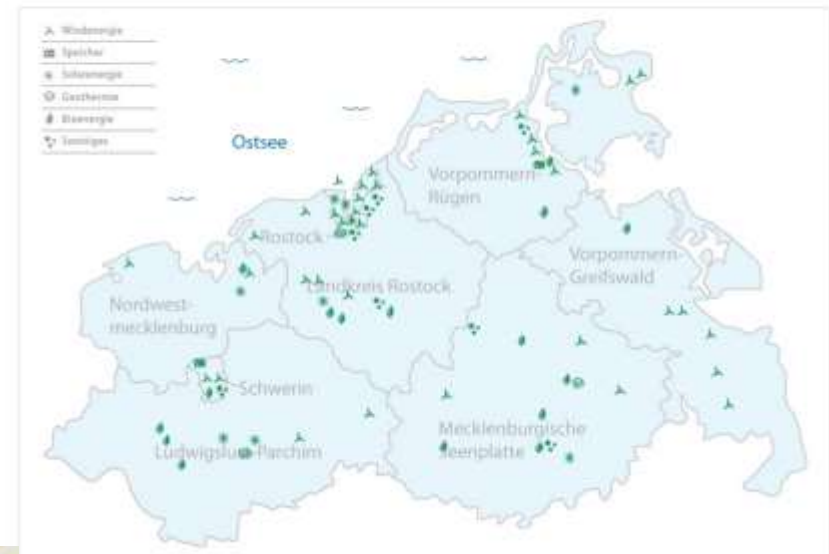 Windenergie
Speicher
Solarenergie
Geothermie
Bioenergie
Sonstiges
Ostsee
Vorpommern-
Rügen
Rostock
Vorpommern-
Greifswald
Landkreis Rostock
Nordwest-
mecklenburg
Schwerin
Mecklenburgische
Seenplatte
Ludwigslust-Parchim